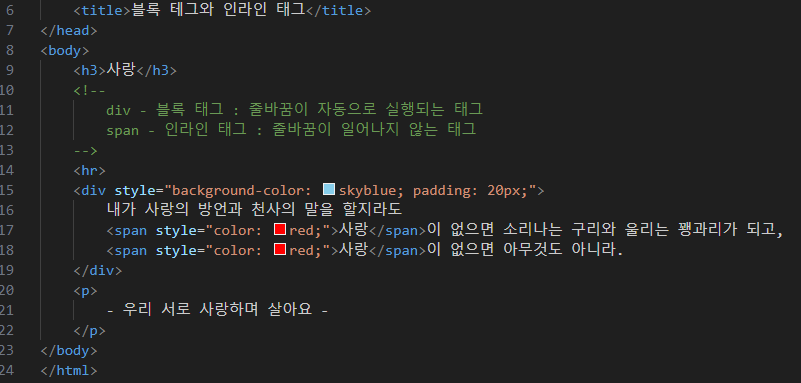 6 <title>블록 테그와 인라인 태그</title>
7 </head>
8 <body>
9 <h3>사랑</h3>
10 <!--
11 div - 블록 태그 : 줄바꿈이 자동으로 실행되는 태그
12 span - 인라인 태그 : 줄바꿈이 일어나지 않는 태그
13 -->
14 <hr>
15 <div style="background-color: skyblue; padding: 20px;">
16 내가 사랑의 방언과 천사의 말을 할지라도
17 <span style="color: red;">사랑</span>이 없으면 소리나는 구리와 울리는 꽹과리가 되고,
18 <span style="color: red;">사랑</span>이 없으면 아무것도 아니라.
19 </div>
20 <p>
21 - 우리 서로 사랑하며 살아요 -
22 </p>
23 </body>
24 </html>